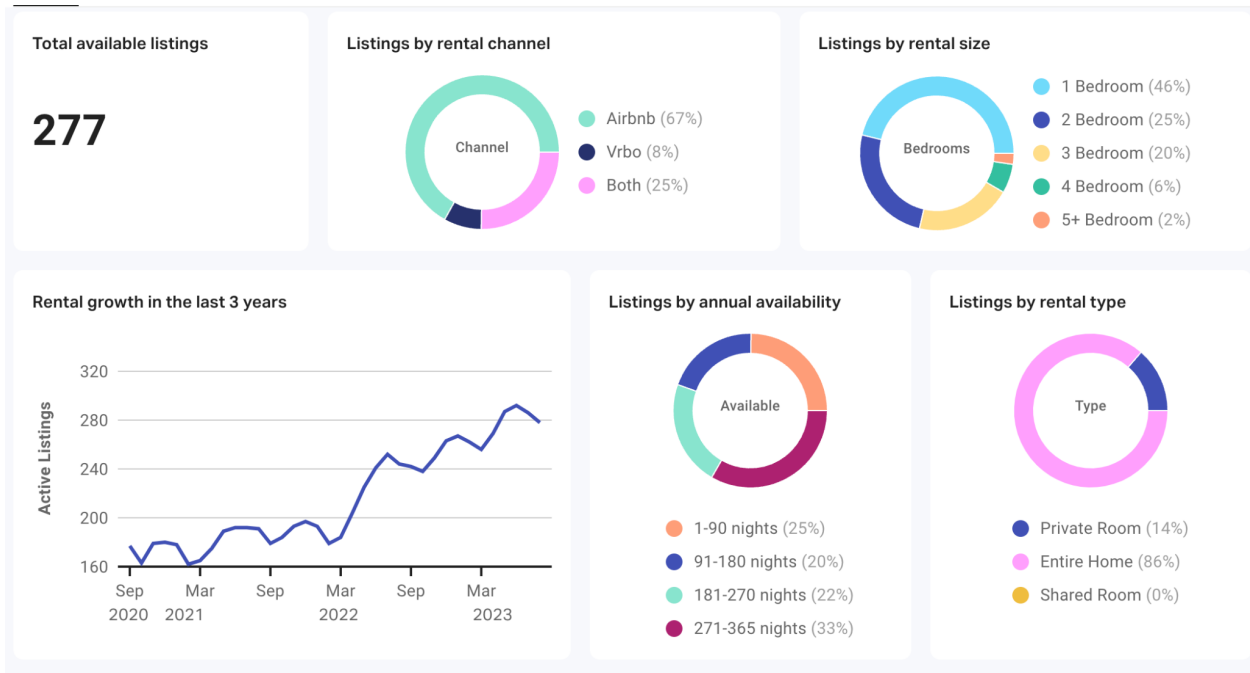 Total available listings
277
Listings by rental channel
Channel
Airbnb (67%)
Vrbo (8%)
Both (25%)
Listings by rental size
Bedrooms
1 Bedroom (46%)
2 Bedroom (25%)
3 Bedroom (20%)
4 Bedroom (6%)
5+ Bedroom (2%)
Rental growth in the last 3 years
Active Listings
320
280
240
200
160
Sep Mar Sep Mar Sep Mar
2020 2021 2022 2023
Listings by annual availability
Available
1-90 nights (25%)
91-180 nights (20%)
181-270 nights (22%)
271-365 nights (33%)
Listings by rental type
Type
Private Room (14%)
Entire Home (86%)
Shared Room (0%)